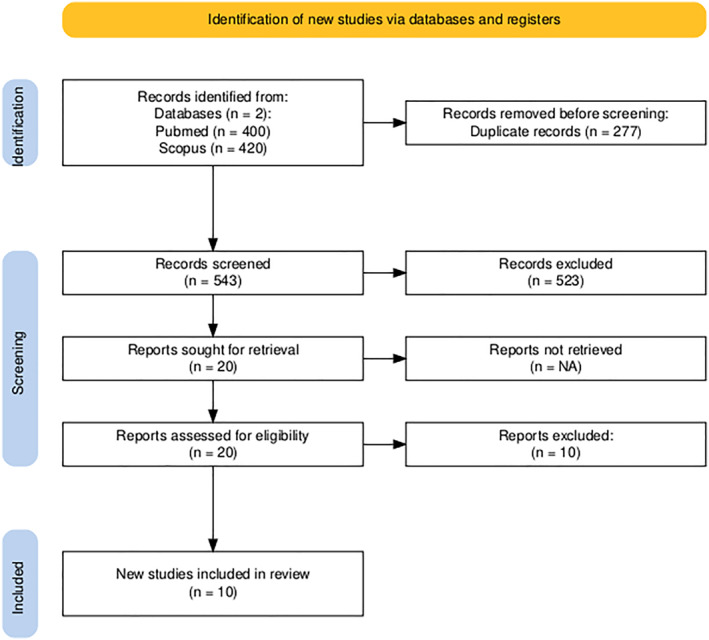 Identification of new studies via databases and registers
Identification
Records identified from:
Databases (n = 2):
Pubmed (n = 400)
Scopus (n = 420)
Records removed before screening:
Duplicate records (n = 277)
Screening
Records screened
(n = 543)
Records excluded
(n = 523)
Reports sought for retrieval
(n = 20)
Reports not retrieved
(n = NA)
Reports assessed for eligibility
(n = 20)
Reports excluded:
(n = 10)
Included
New studies included in review
(n = 10)